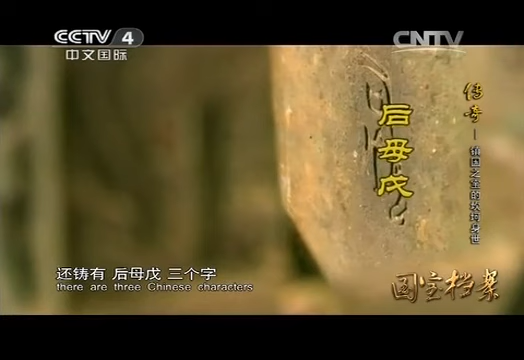 CCTV 4
中文国际
CNTV
后母戊
传奇—镇国之宝的坎坷身世
还铸有 后母戊 三个字
there are three Chinese characters
国宝档案